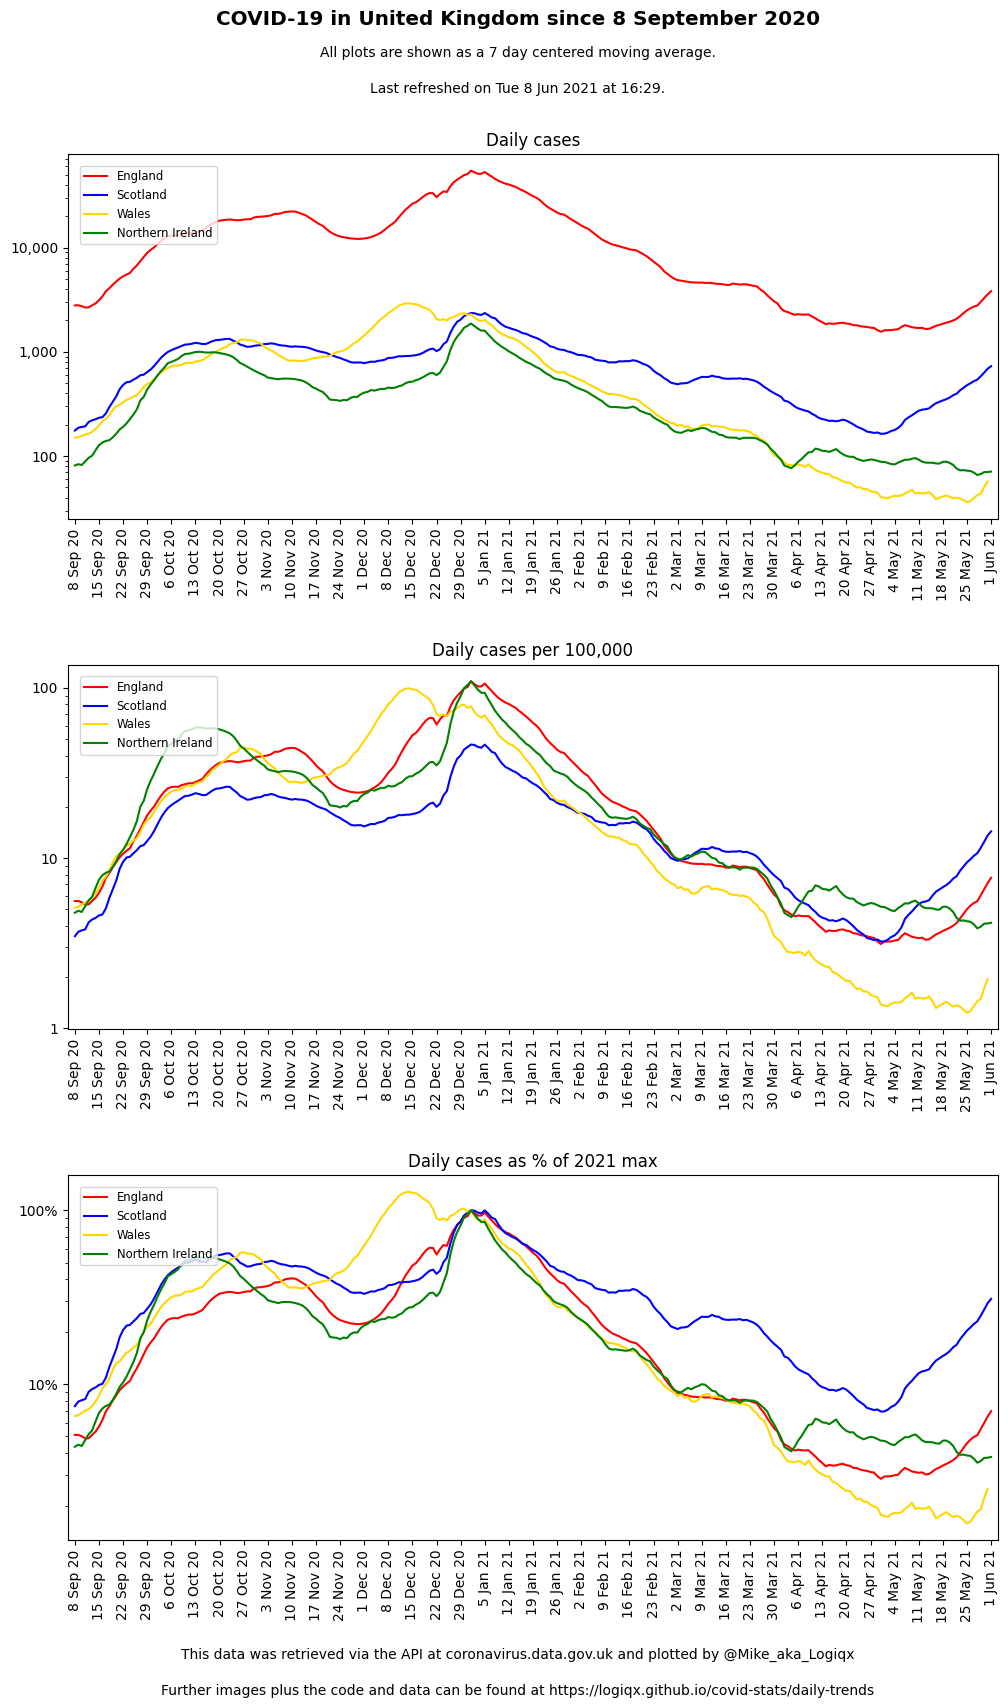 COVID-19 in United Kingdom since 8 September 2020
All plots are shown as a 7 day centered moving average.
Last refreshed on Tue 8 Jun 2021 at 16:29.
Daily cases
England
Scotland
Wales
Northern Ireland
10,000
1,000
100
8 Sep 20
15 Sep 20
22 Sep 20
29 Sep 20
6 Oct 20
13 Oct 20
20 Oct 20
27 Oct 20
3 Nov 20
10 Nov 20
17 Nov 20
24 Nov 20
1 Dec 20
8 Dec 20
15 Dec 20
22 Dec 20
29 Dec 20
5 Jan 21
12 Jan 21
19 Jan 21
26 Jan 21
2 Feb 21
9 Feb 21
16 Feb 21
23 Feb 21
2 Mar 21
9 Mar 21
16 Mar 21
23 Mar 21
30 Mar 21
6 Apr 21
13 Apr 21
20 Apr 21
27 Apr 21
4 May 21
11 May 21
18 May 21
25 May 21
1 Jun 21
Daily cases per 100,000
England
Scotland
Wales
Northern Ireland
100
10
1
8 Sep 20
15 Sep 20
22 Sep 20
29 Sep 20
6 Oct 20
13 Oct 20
20 Oct 20
27 Oct 20
3 Nov 20
10 Nov 20
17 Nov 20
24 Nov 20
1 Dec 20
8 Dec 20
15 Dec 20
22 Dec 20
29 Dec 20
5 Jan 21
12 Jan 21
19 Jan 21
26 Jan 21
2 Feb 21
9 Feb 21
16 Feb 21
23 Feb 21
2 Mar 21
9 Mar 21
16 Mar 21
23 Mar 21
30 Mar 21
6 Apr 21
13 Apr 21
20 Apr 21
27 Apr 21
4 May 21
11 May 21
18 May 21
25 May 21
1 Jun 21
Daily cases as % of 2021 max
England
Scotland
Wales
Northern Ireland
100%
10%
8 Sep 20
15 Sep 20
22 Sep 20
29 Sep 20
6 Oct 20
13 Oct 20
20 Oct 20
27 Oct 20
3 Nov 20
10 Nov 20
17 Nov 20
24 Nov 20
1 Dec 20
8 Dec 20
15 Dec 20
22 Dec 20
29 Dec 20
5 Jan 21
12 Jan 21
19 Jan 21
26 Jan 21
2 Feb 21
9 Feb 21
16 Feb 21
23 Feb 21
2 Mar 21
9 Mar 21
16 Mar 21
23 Mar 21
30 Mar 21
6 Apr 21
13 Apr 21
20 Apr 21
27 Apr 21
4 May 21
11 May 21
18 May 21
25 May 21
1 Jun 21
This data was retrieved via the API at coronavirus.data.gov.uk and plotted by @Mike_aka_Logiqx
Further images plus the code and data can be found at https://logiqx.github.io/covid-stats/daily-trends